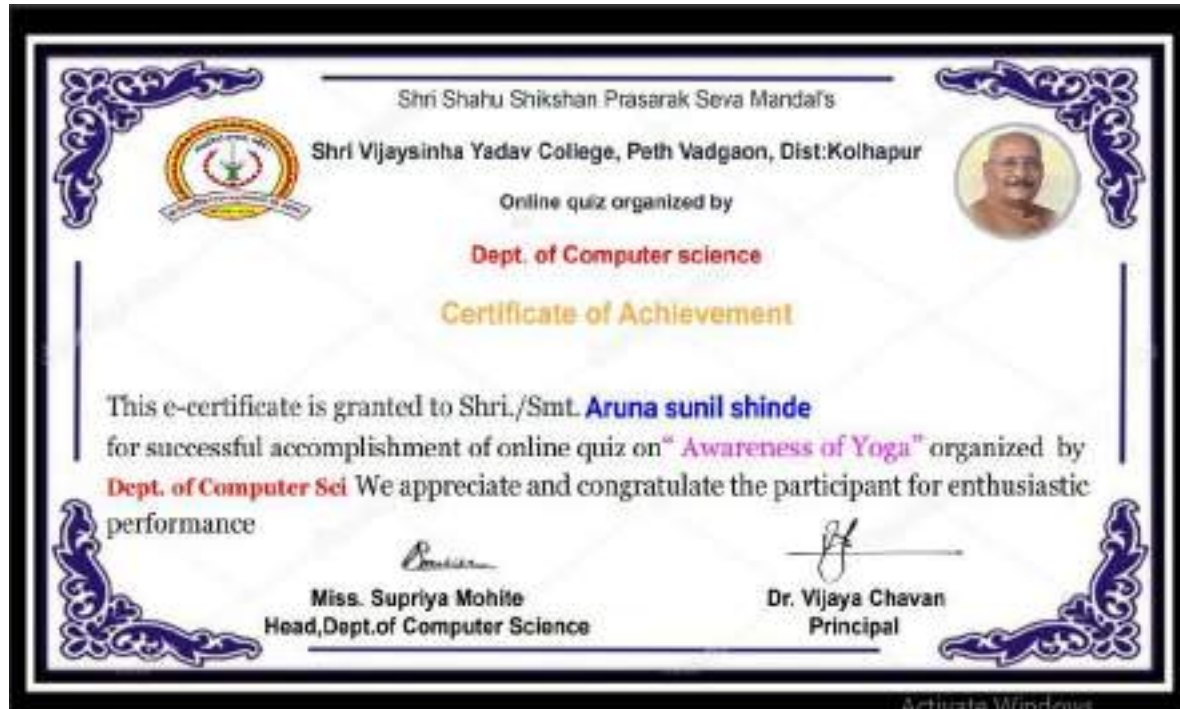 Shri Shahu Shikshan Prasarak Seva Mandal's
Shri Vijaysinha Yadav College, Peth Vadgaon, Dist:Kolhapur
Online quiz organized by
Dept. of Computer science
Certificate of Achievement
This e-certificate is granted to Shri./Smt. Aruna sunil shinde
for successful accomplishment of online quiz on“ Awareness of Yoga” organized by
Dept. of Computer Sci We appreciate and congratulate the participant for enthusiastic
performance
Miss. Supriya Mohite
Head,Dept.of Computer Science
Dr. Vijaya Chavan
Principal
Activate Windows